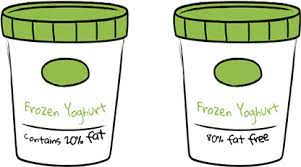 Frozen Yoghurt
contains 20% fat
Frozen Yoghurt
80% fat free